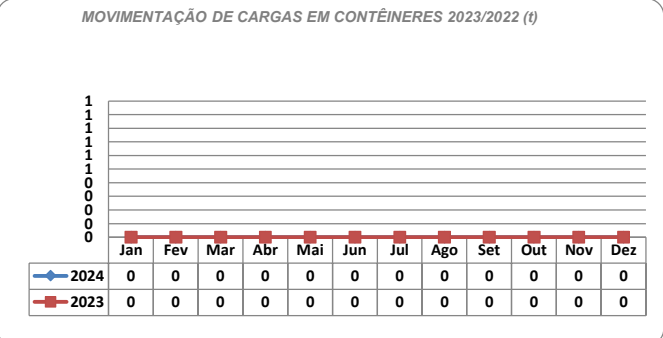 MOVIMENTAÇÃO DE CARGAS EM CONTÊINERES 2023/2022 (t)
1
1
1
1
1
1
0
0
0
0
0
Jan Fev Mar Abr Mai Jun Jul Ago Set Out Nov Dez
2024 0 0 0 0 0 0 0 0 0 0 0 0
2023 0 0 0 0 0 0 0 0 0 0 0 0